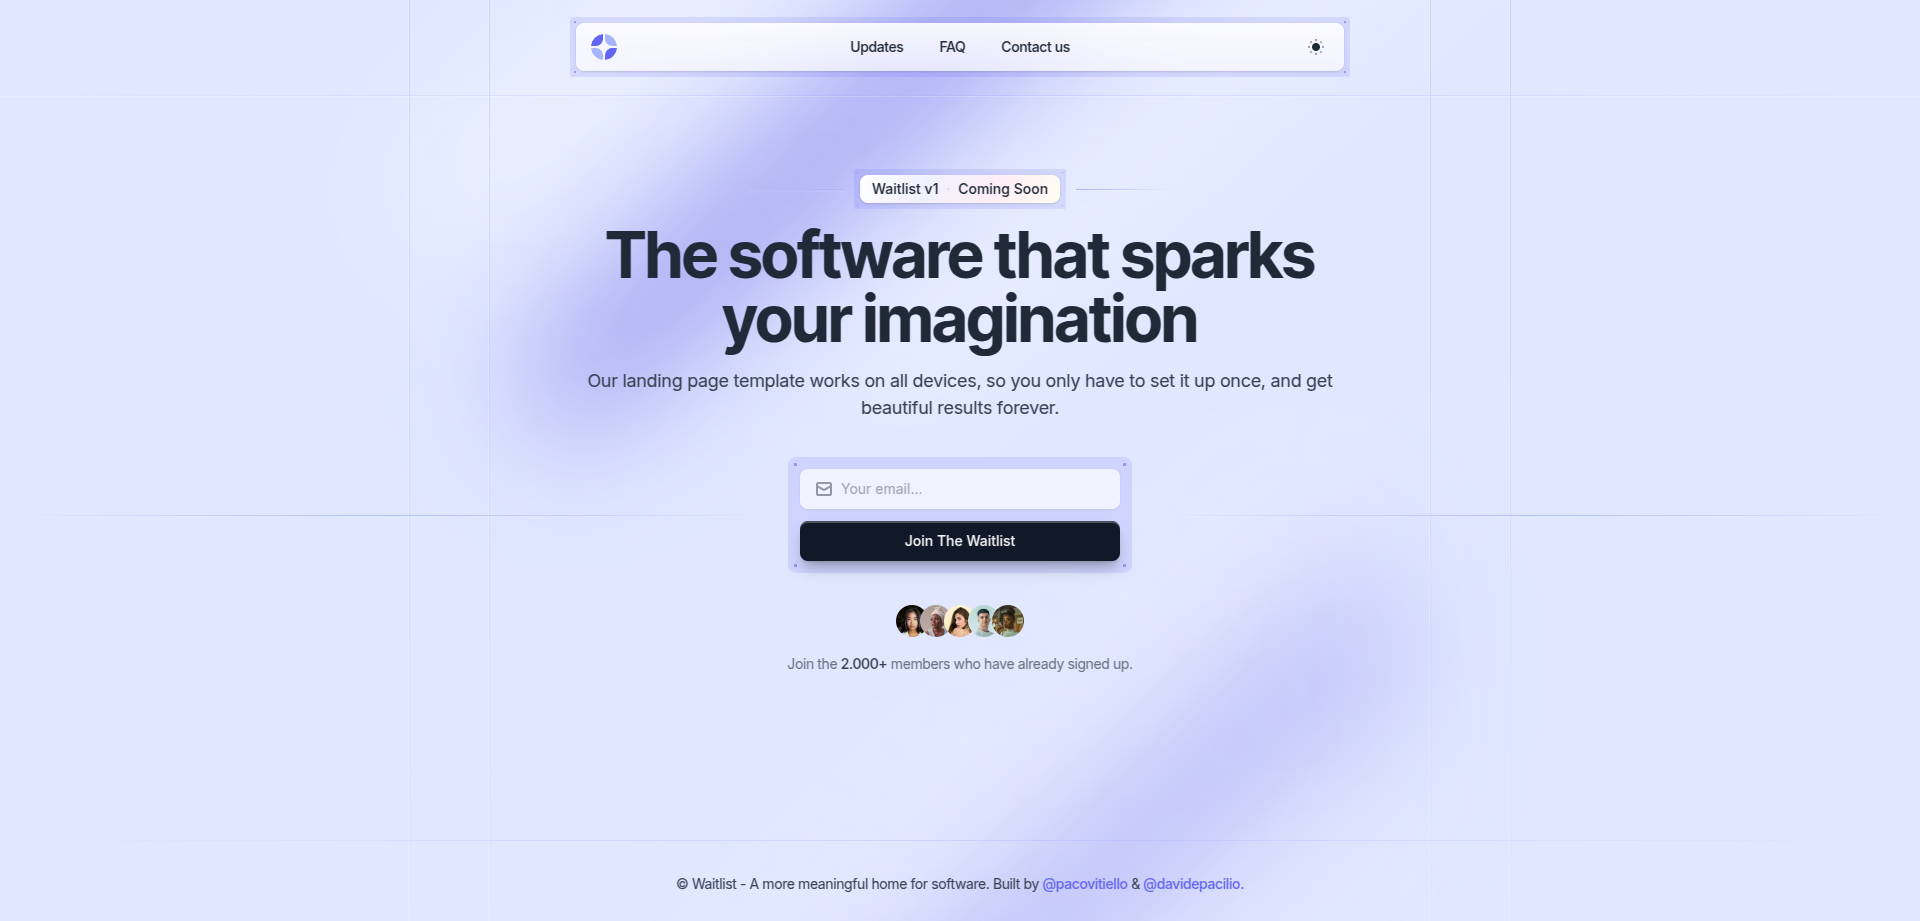 Updates
FAQ
Contact us
Waitlist v1 · Coming Soon
The software that sparks
your imagination
Our landing page template works on all devices, so you only have to set it up once, and get
beautiful results forever.
Your email...
Join The Waitlist
Join the 2.000+ members who have already signed up.
© Waitlist - A more meaningful home for software. Built by @pacovitiello & @davidepacilio.